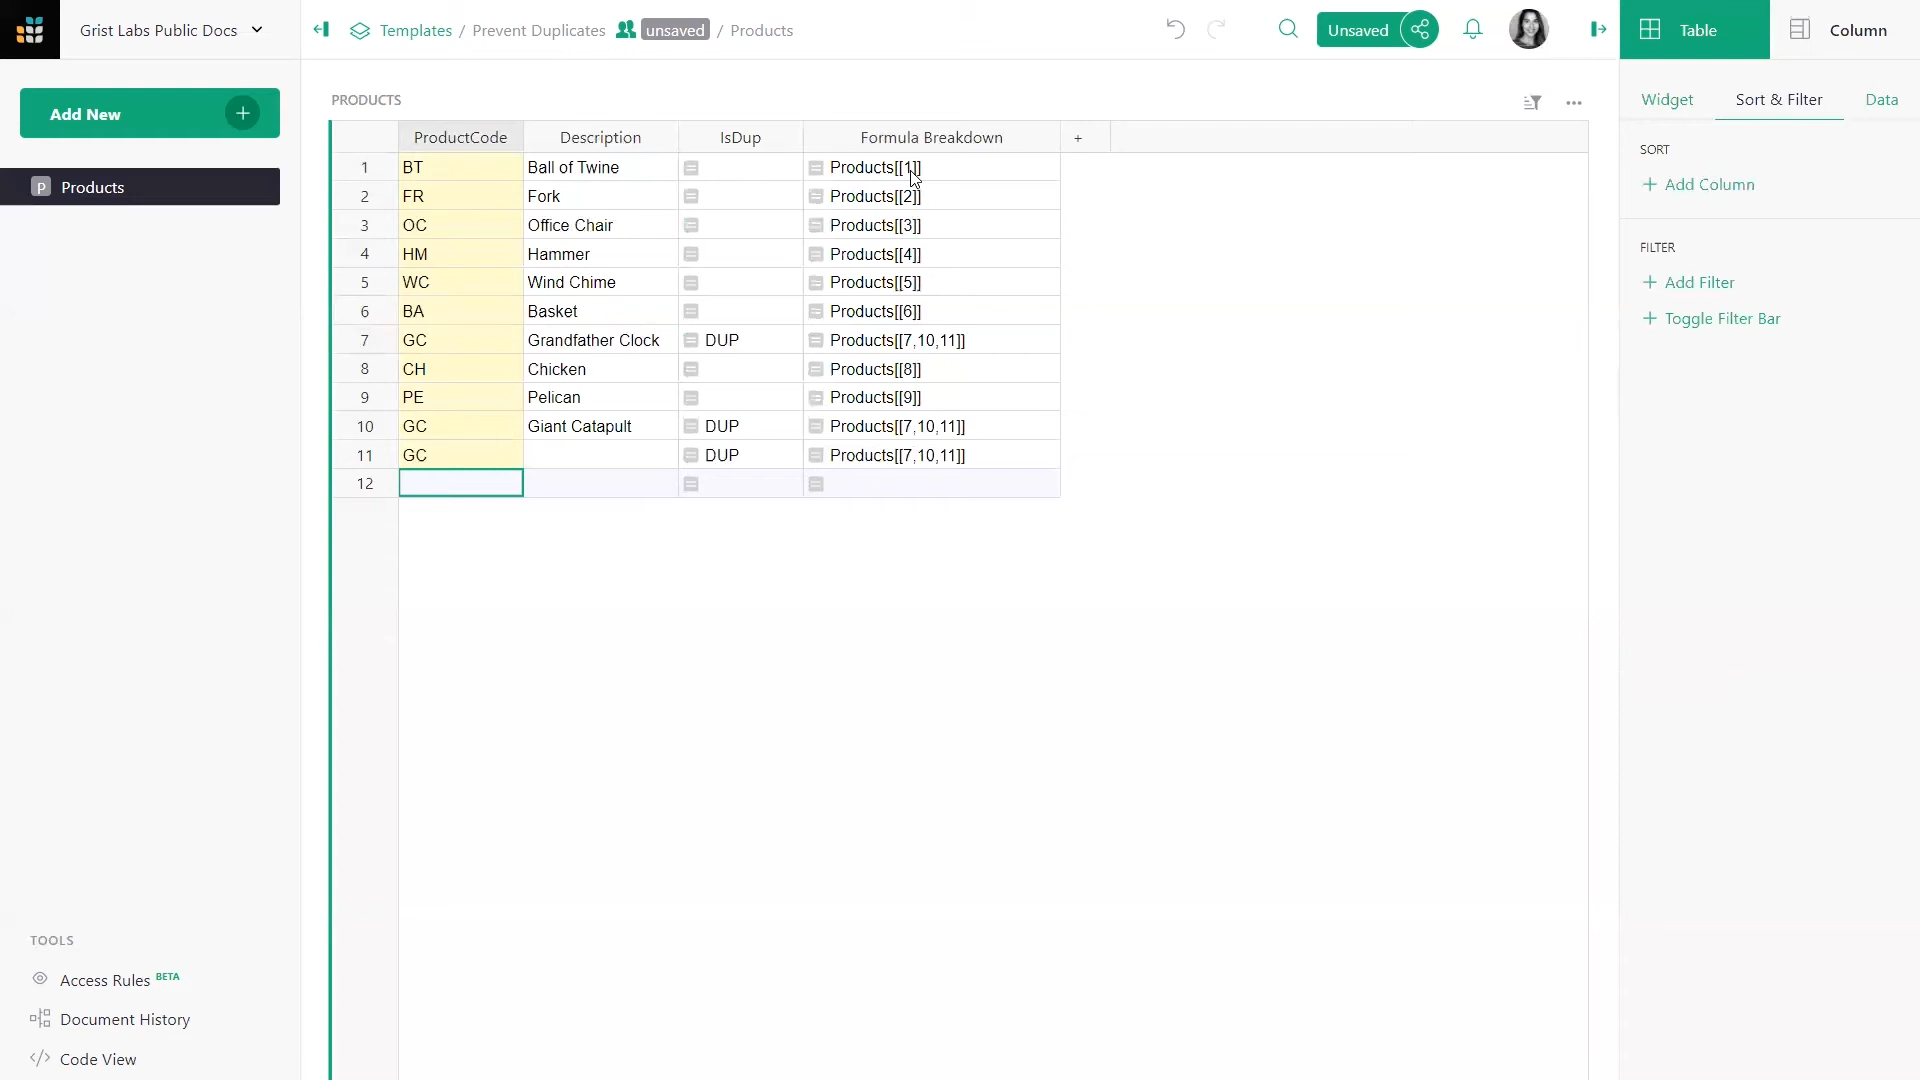 Grist Labs Public Docs
Templates / Prevent Duplicates unsaved / Products
Unsaved
Table
Column
Add New
P Products
PRODUCTS
ProductCode Description IsDup Formula Breakdown +
1 BT Ball of Twine Products[[1]]
2 FR Fork Products[[2]]
3 OC Office Chair Products[[3]]
4 HM Hammer Products[[4]]
5 WC Wind Chime Products[[5]]
6 BA Basket Products[[6]]
7 GC Grandfather Clock DUP Products[[7,10,11]]
8 CH Chicken Products[[8]]
9 PE Pelican Products[[9]]
10 GC Giant Catapult DUP Products[[7,10,11]]
11 GC DUP Products[[7,10,11]]
12
Widget Sort & Filter Data
SORT
+ Add Column
FILTER
+ Add Filter
+ Toggle Filter Bar
TOOLS
Access Rules BETA
Document History
</> Code View